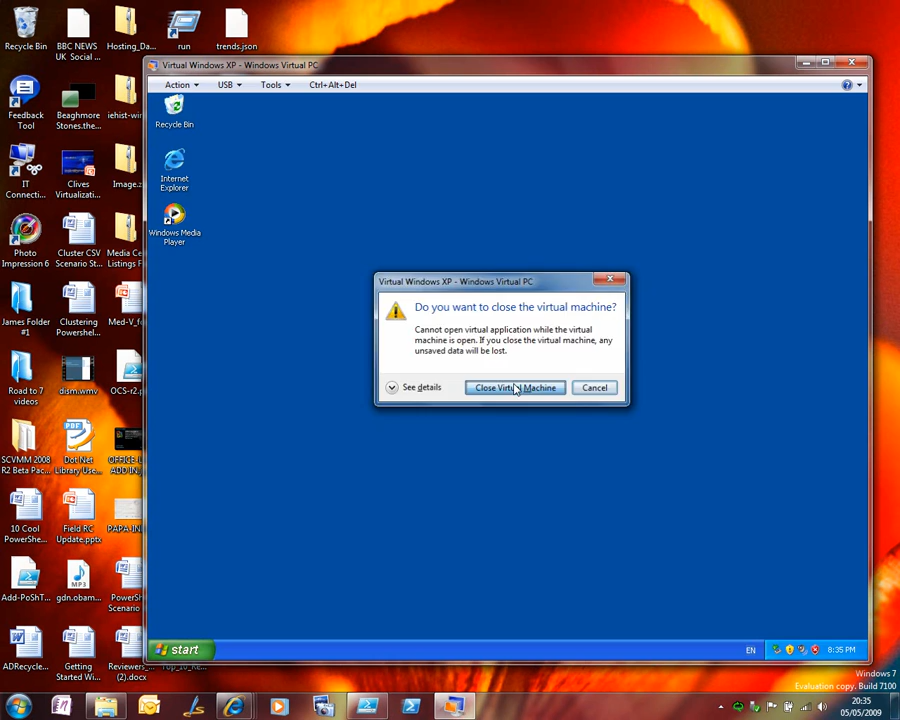 Recycle Bin
BBC NEWS
UK Social ...
Hosting_Da...
run
trends.json
Virtual Windows XP - Windows Virtual PC
Action
USB
Tools
Ctrl+Alt+Del
Recycle Bin
Internet
Explorer
Windows Media
Player
Feedback
Tool
Beaghmore
Stones.the...
iehist-wir
IT
Connecti...
Clives
Virtualizati...
Image.z
Photo
Impression 6
Cluster CSV
Scenario St...
Media Ce
Listings F
James Folder
#1
Clustering
Powershel...
Med-V_fo
Road to 7
videos
dism.wmv
OCS-r2.p
SCVMM 2008
R2 Beta Pac...
PDF
Dot Net
Library Use...
OFFICE-I
ADD IN.
10 Cool
PowerShe...
Field RC
Update.pptx
PAPA-IN
Add-PoShT...
MP3
gdn.obam...
PowerSh
Scenario
ADRecycle...
Getting
Started Wi...
Reviewers_...
(2).docx
Virtual Windows XP - Windows Virtual PC
Do you want to close the virtual machine?
Cannot open virtual application while the virtual
machine is open. If you close the virtual machine, any
unsaved data will be lost.
See details
Close Virtual Machine
Cancel
start
EN
8:35 PM
Windows 7
Evaluation copy. Build 7100
20:35
05/05/2009